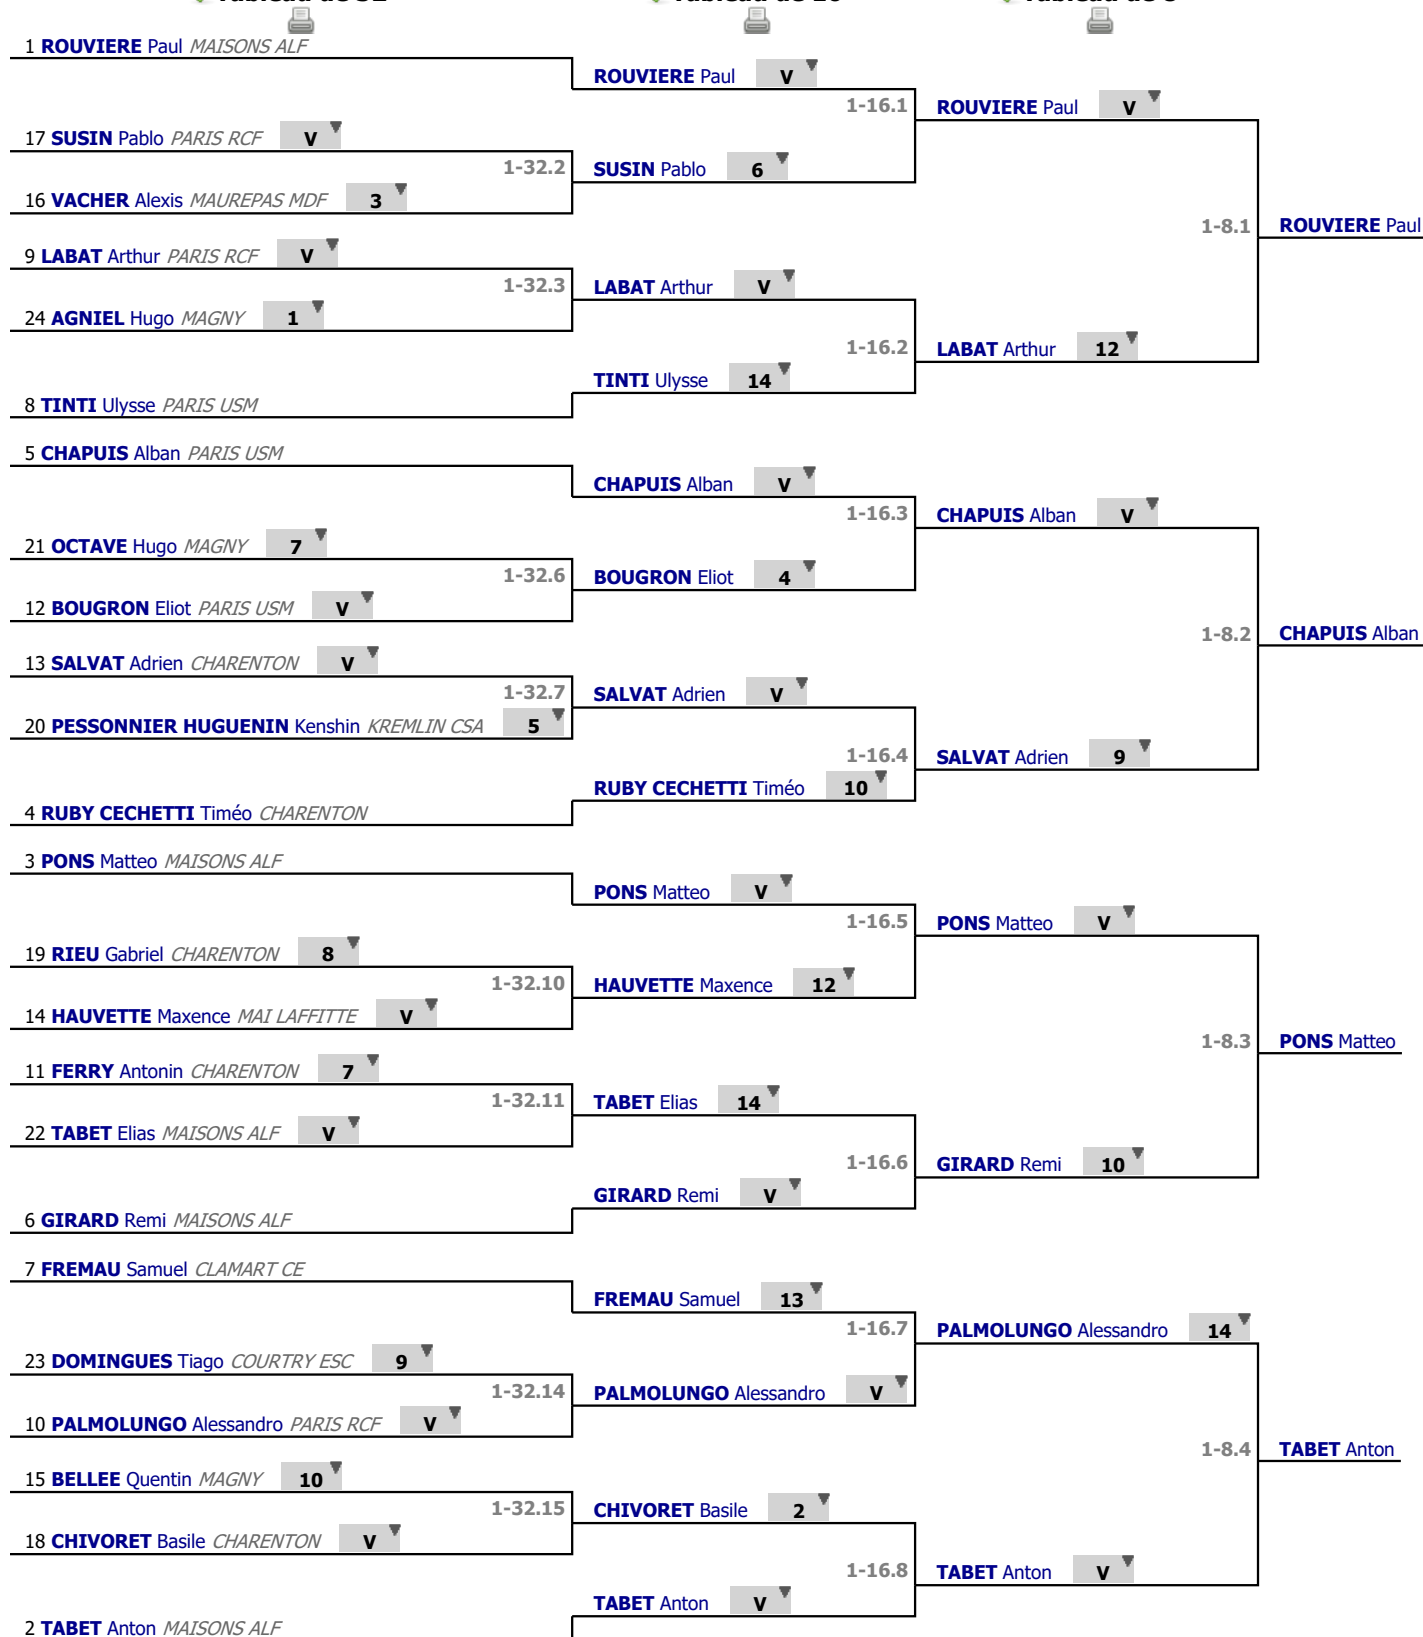 Tableau de 32
Tableau de 16
Tableau de 8
1 ROUVIERE Paul MAISONS ALF
ROUVIERE Paul V
1-16.1
ROUVIERE Paul V
17 SUSIN Pablo PARIS RCF V
1-32.2
SUSIN Pablo 6
16 VACHER Alexis MAUREPAS MDF 3
1-8.1
ROUVIERE Paul
9 LABAT Arthur PARIS RCF V
1-32.3
LABAT Arthur V
24 AGNIEL Hugo MAGNY 1
1-16.2
LABAT Arthur 12
TINTI Ulysse 14
8 TINTI Ulysse PARIS USM
5 CHAPUIS Alban PARIS USM
CHAPUIS Alban V
1-16.3
CHAPUIS Alban V
21 OCTAVE Hugo MAGNY 7
1-32.6
BOUGRON Eliot 4
12 BOUGRON Eliot PARIS USM V
1-8.2
CHAPUIS Alban
13 SALVAT Adrien CHARENTON V
1-32.7
SALVAT Adrien V
20 PESSONNIER HUGUENIN Kenshin KREMLIN CSA 5
1-16.4
SALVAT Adrien 9
RUBY CECHETTI Timéo 10
4 RUBY CECHETTI Timéo CHARENTON
3 PONS Matteo MAISONS ALF
PONS Matteo V
1-16.5
PONS Matteo V
19 RIEU Gabriel CHARENTON 8
1-32.10
HAUVETTE Maxence 12
14 HAUVETTE Maxence MAI LAFFITTE V
1-8.3
PONS Matteo
11 FERRY Antonin CHARENTON 7
1-32.11
TABET Elias 14
22 TABET Elias MAISONS ALF V
1-16.6
GIRARD Remi 10
GIRARD Remi V
6 GIRARD Remi MAISONS ALF
7 FREMAU Samuel CLAMART CE
FREMAU Samuel 13
1-16.7
PALMOLUNGO Alessandro 14
23 DOMINGUES Tiago COURTRY ESC 9
1-32.14
PALMOLUNGO Alessandro V
10 PALMOLUNGO Alessandro PARIS RCF V
1-8.4
TABET Anton
15 BELLEE Quentin MAGNY 10
1-32.15
CHIVORET Basile 2
18 CHIVORET Basile CHARENTON V
1-16.8
TABET Anton V
TABET Anton V
2 TABET Anton MAISONS ALF